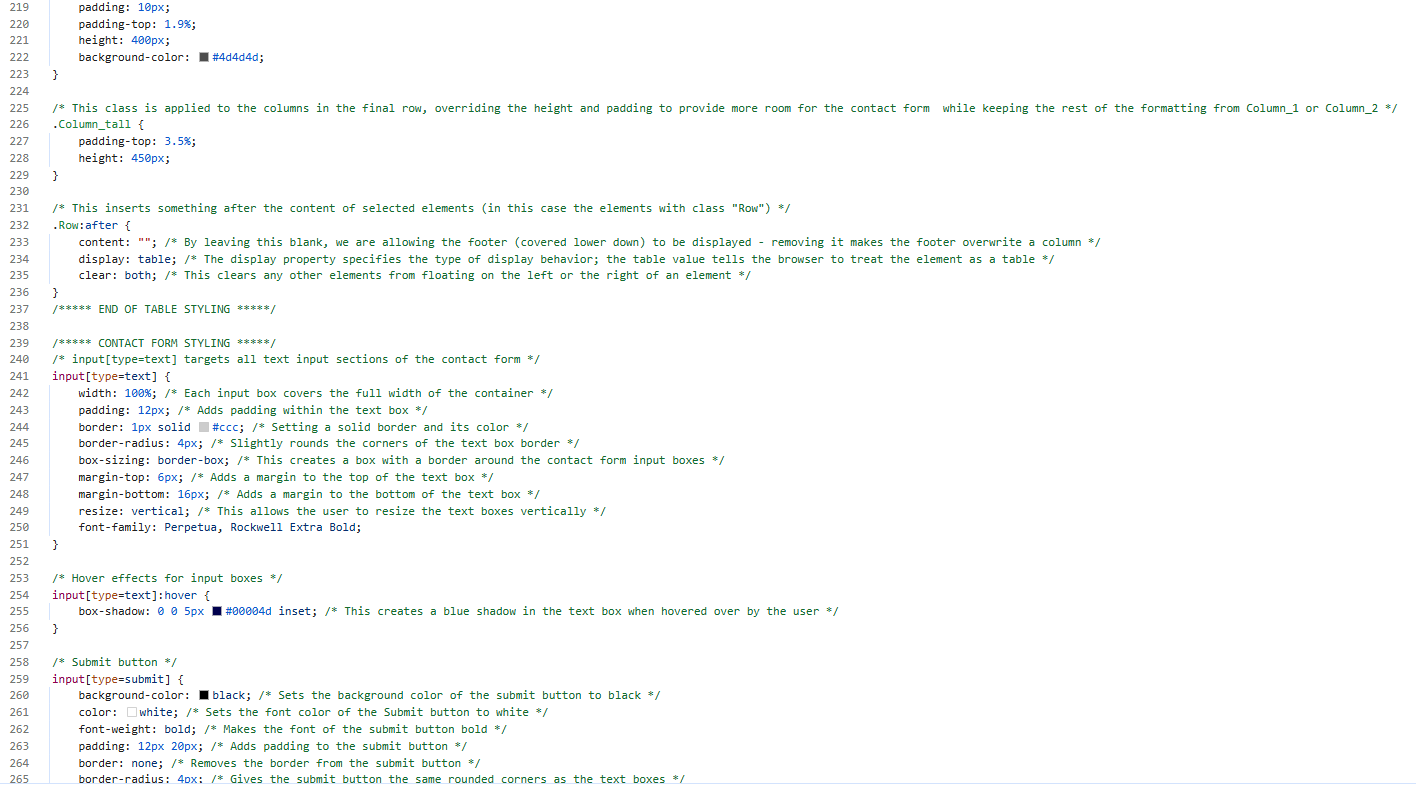 219 padding: 10px;
220 padding-top: 1.9%;
221 height: 400px;
222 background-color: #4d4d4d;
223 }
224
225 /* This class is applied to the columns in the final row, overriding the height and padding to provide more room for the contact form  while keeping the rest of the formatting from Column_1 or Column_2 */
226 .Column_tall {
227 padding-top: 3.5%;
228 height: 450px;
229 }
230
231 /* This inserts something after the content of selected elements (in this case the elements with class "Row") */
232 .Row:after {
233 content: ""; /* By leaving this blank, we are allowing the footer (covered lower down) to be displayed - removing it makes the footer overwrite a column */
234 display: table; /* The display property specifies the type of display behavior; the table value tells the browser to treat the element as a table */
235 clear: both; /* This clears any other elements from floating on the left or the right of an element */
236 }
237 /***** END OF TABLE STYLING *****/
238
239 /***** CONTACT FORM STYLING *****/
240 /* input[type=text] targets all text input sections of the contact form */
241 input[type=text] {
242 width: 100%; /* Each input box covers the full width of the container */
243 padding: 12px; /* Adds padding within the text box */
244 border: 1px solid #ccc; /* Setting a solid border and its color */
245 border-radius: 4px; /* Slightly rounds the corners of the text box border */
246 box-sizing: border-box; /* This creates a box with a border around the contact form input boxes */
247 margin-top: 6px; /* Adds a margin to the top of the text box */
248 margin-bottom: 16px; /* Adds a margin to the bottom of the text box */
249 resize: vertical; /* This allows the user to resize the text boxes vertically */
250 font-family: Perpetua, Rockwell Extra Bold;
251 }
252
253 /* Hover effects for input boxes */
254 input[type=text]:hover {
255 box-shadow: 0 0 5px #00004d inset; /* This creates a blue shadow in the text box when hovered over by the user */
256 }
257
258 /* Submit button */
259 input[type=submit] {
260 background-color: black; /* Sets the background color of the submit button to black */
261 color: white; /* Sets the font color of the Submit button to white */
262 font-weight: bold; /* Makes the font of the submit button bold */
263 padding: 12px 20px; /* Adds padding to the submit button */
264 border: none; /* Removes the border from the submit button */
265 border-radius: 4px; /* Gives the submit button the same rounded corners as the text boxes */